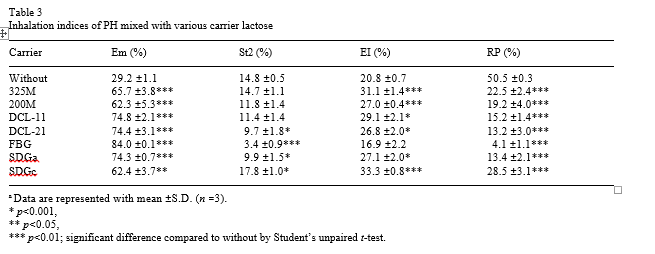 Table 3
Inhalation indices of PH mixed with various carrier lactose
Carrier Em (%) St2 (%) EI (%) RP (%)
Without 29.2 ±1.1 14.8 ±0.5 20.8 ±0.7 50.5 ±0.3
325M 65.7 ±3.8*** 14.7 ±1.1 31.1 ±1.4*** 22.5 ±2.4***
200M 62.3 ±5.3*** 11.8 ±1.4 27.0 ±0.4*** 19.2 ±4.0***
DCL-11 74.8 ±2.1*** 11.4 ±1.4 29.1 ±2.1* 15.2 ±1.4***
DCL-21 74.4 ±3.1*** 9.7 ±1.8* 26.8 ±2.0* 13.2 ±3.0***
FBG 84.0 ±0.1*** 3.4 ±0.9*** 16.9 ±2.2 4.1 ±1.1***
SDGa 74.3 ±0.7*** 9.9 ±1.5* 27.1 ±2.0* 13.4 ±2.1***
SDGc 62.4 ±3.7** 17.8 ±1.0* 33.3 ±0.8*** 28.5 ±3.1***
ᵃ Data are represented with mean ±S.D. (n =3).
* p<0.001,
** p<0.05,
*** p<0.01; significant difference compared to without by Student's unpaired t-test.